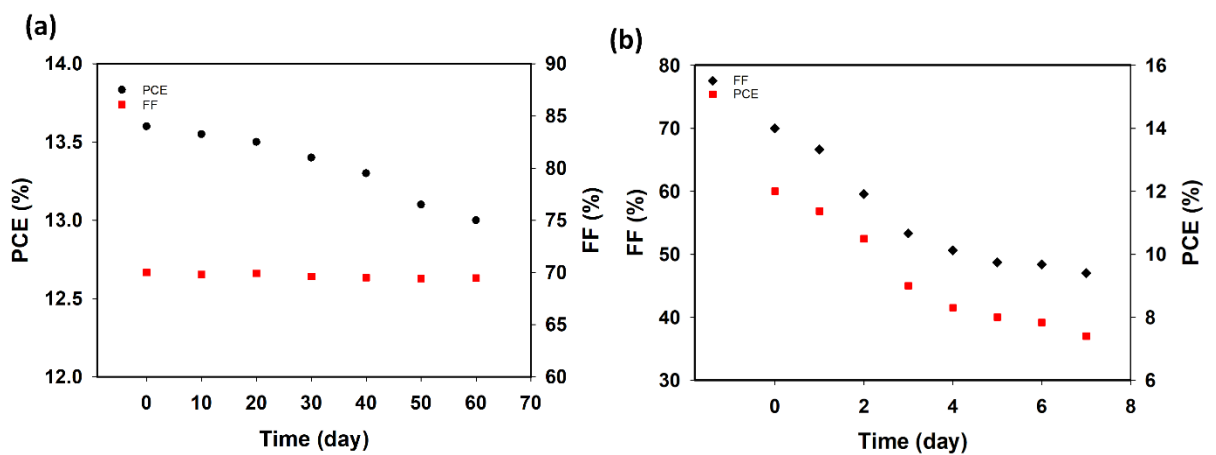 (a)
PCE
FF
14.0
13.5
13.0
12.5
12.0
PCE (%)
90
85
80
75
70
65
60
FF (%)
0 10 20 30 40 50 60 70
Time (day)
(b)
FF
PCE
80
70
60
50
40
30
FF (%)
16
14
12
10
8
6
PCE (%)
0 2 4 6 8
Time (day)